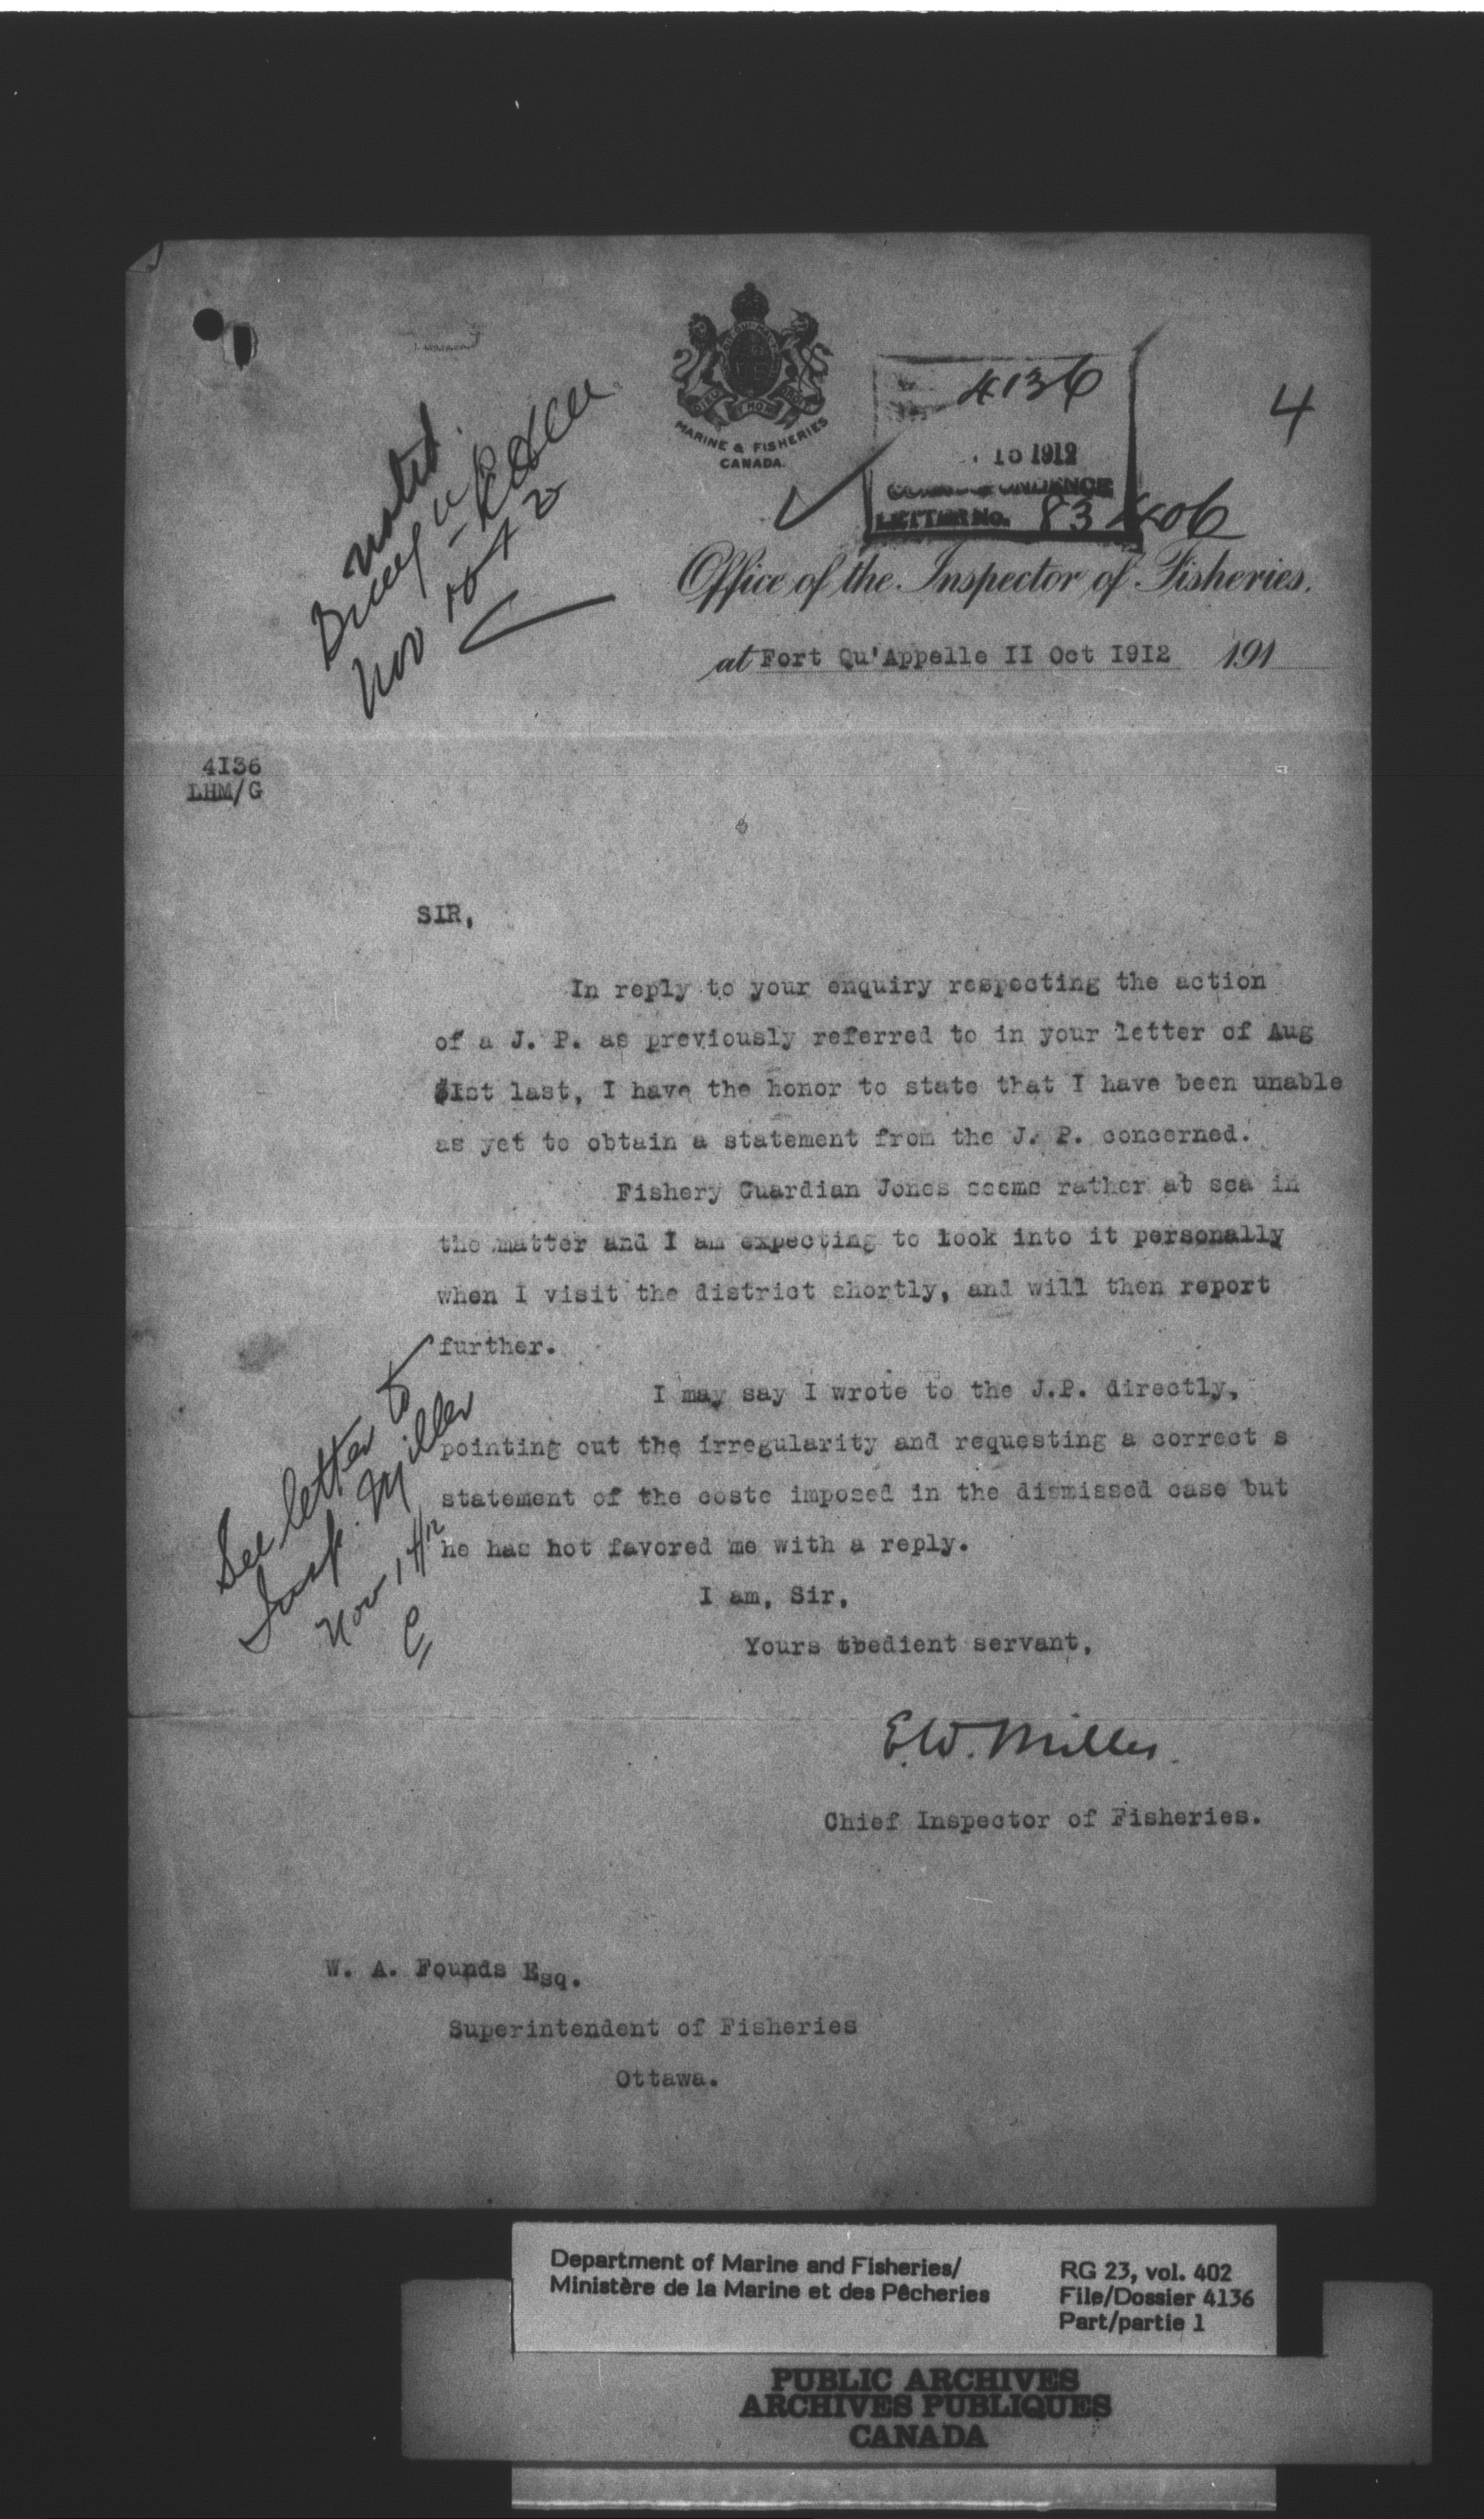 MARINE & FISHERIES
CANADA.
4136
1912
LETTER No. 83406
4
noted.
Nov
Office of the Inspector of Fisheries.
at Fort Qu'Appelle II Oct 1912 191
4136
LHM/G
SIR,
In reply to your enquiry respecting the action
of a J. P. as previously referred to in your letter of Aug
31st last, I have the honor to state that I have been unable
as yet to obtain a statement from the J. P. concerned.
Fishery Guardian Jones seems rather at sea in
the matter and I am expecting to look into it personally
when I visit the district shortly, and will then report
further.
I may say I wrote to the J.P. directly,
pointing out the irregularity and requesting a correct s
statement of the costs imposed in the dismissed case but
he has not favored me with a reply.
See letter to
Insp. Miller
Nov 14/12
I am, Sir,
Yours obedient servant,
E.W. Miller
Chief Inspector of Fisheries.
W. A. Founds Esq.
Superintendent of Fisheries
Ottawa.
Department of Marine and Fisheries/
Ministère de la Marine et des Pêcheries
RG 23, vol. 402
File/Dossier 4136
Part/partie 1
PUBLIC ARCHIVES
ARCHIVES PUBLIQUES
CANADA